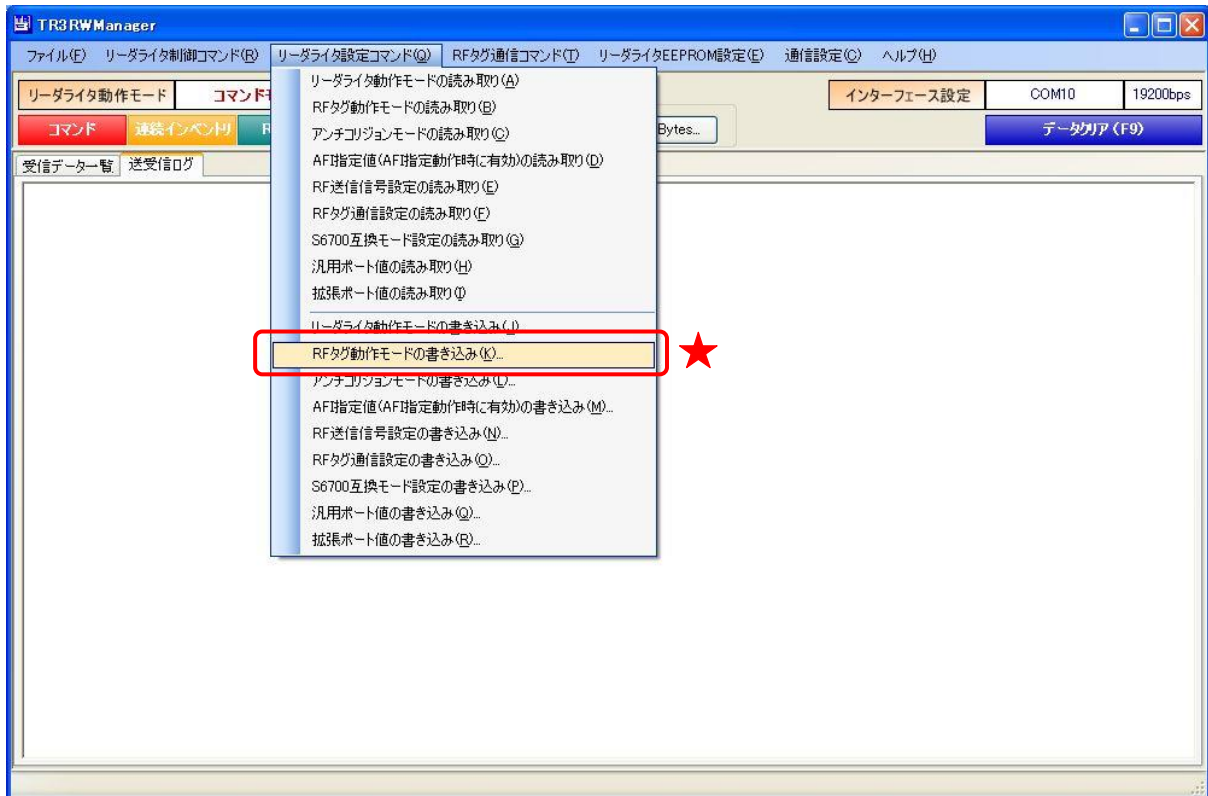 TR3RWManager
ファイル(F) リーダライタ制御コマンド(R) リーダライタ設定コマンド(Q) RFタグ通信コマンド(T) リーダライタEEPROM設定(E) 通信設定(C) ヘルプ(H)
リーダライタ動作モード コマンド インターフェース設定 COM10 19200bps
コマンド 連続インベントリ R Bytes... データクリア (F9)
受信データ一覧 送受信ログ
リーダライタ動作モードの読み取り(A)
RFタグ動作モードの読み取り(B)
アンチコリジョンモードの読み取り(C)
AFI指定値(AFI指定動作時に有効)の読み取り(D)
RF送信信号設定の読み取り(E)
RFタグ通信設定の読み取り(F)
S6700互換モード設定の読み取り(G)
汎用ポート値の読み取り(H)
拡張ポート値の読み取り(I)
リーダライタ動作モードの書き込み(J)
RFタグ動作モードの書き込み(K)...
アンチコリジョンモードの書き込み(L)...
AFI指定値(AFI指定動作時に有効)の書き込み(M)...
RF送信信号設定の書き込み(N)...
RFタグ通信設定の書き込み(O)...
S6700互換モード設定の書き込み(P)...
汎用ポート値の書き込み(Q)...
拡張ポート値の書き込み(R)...